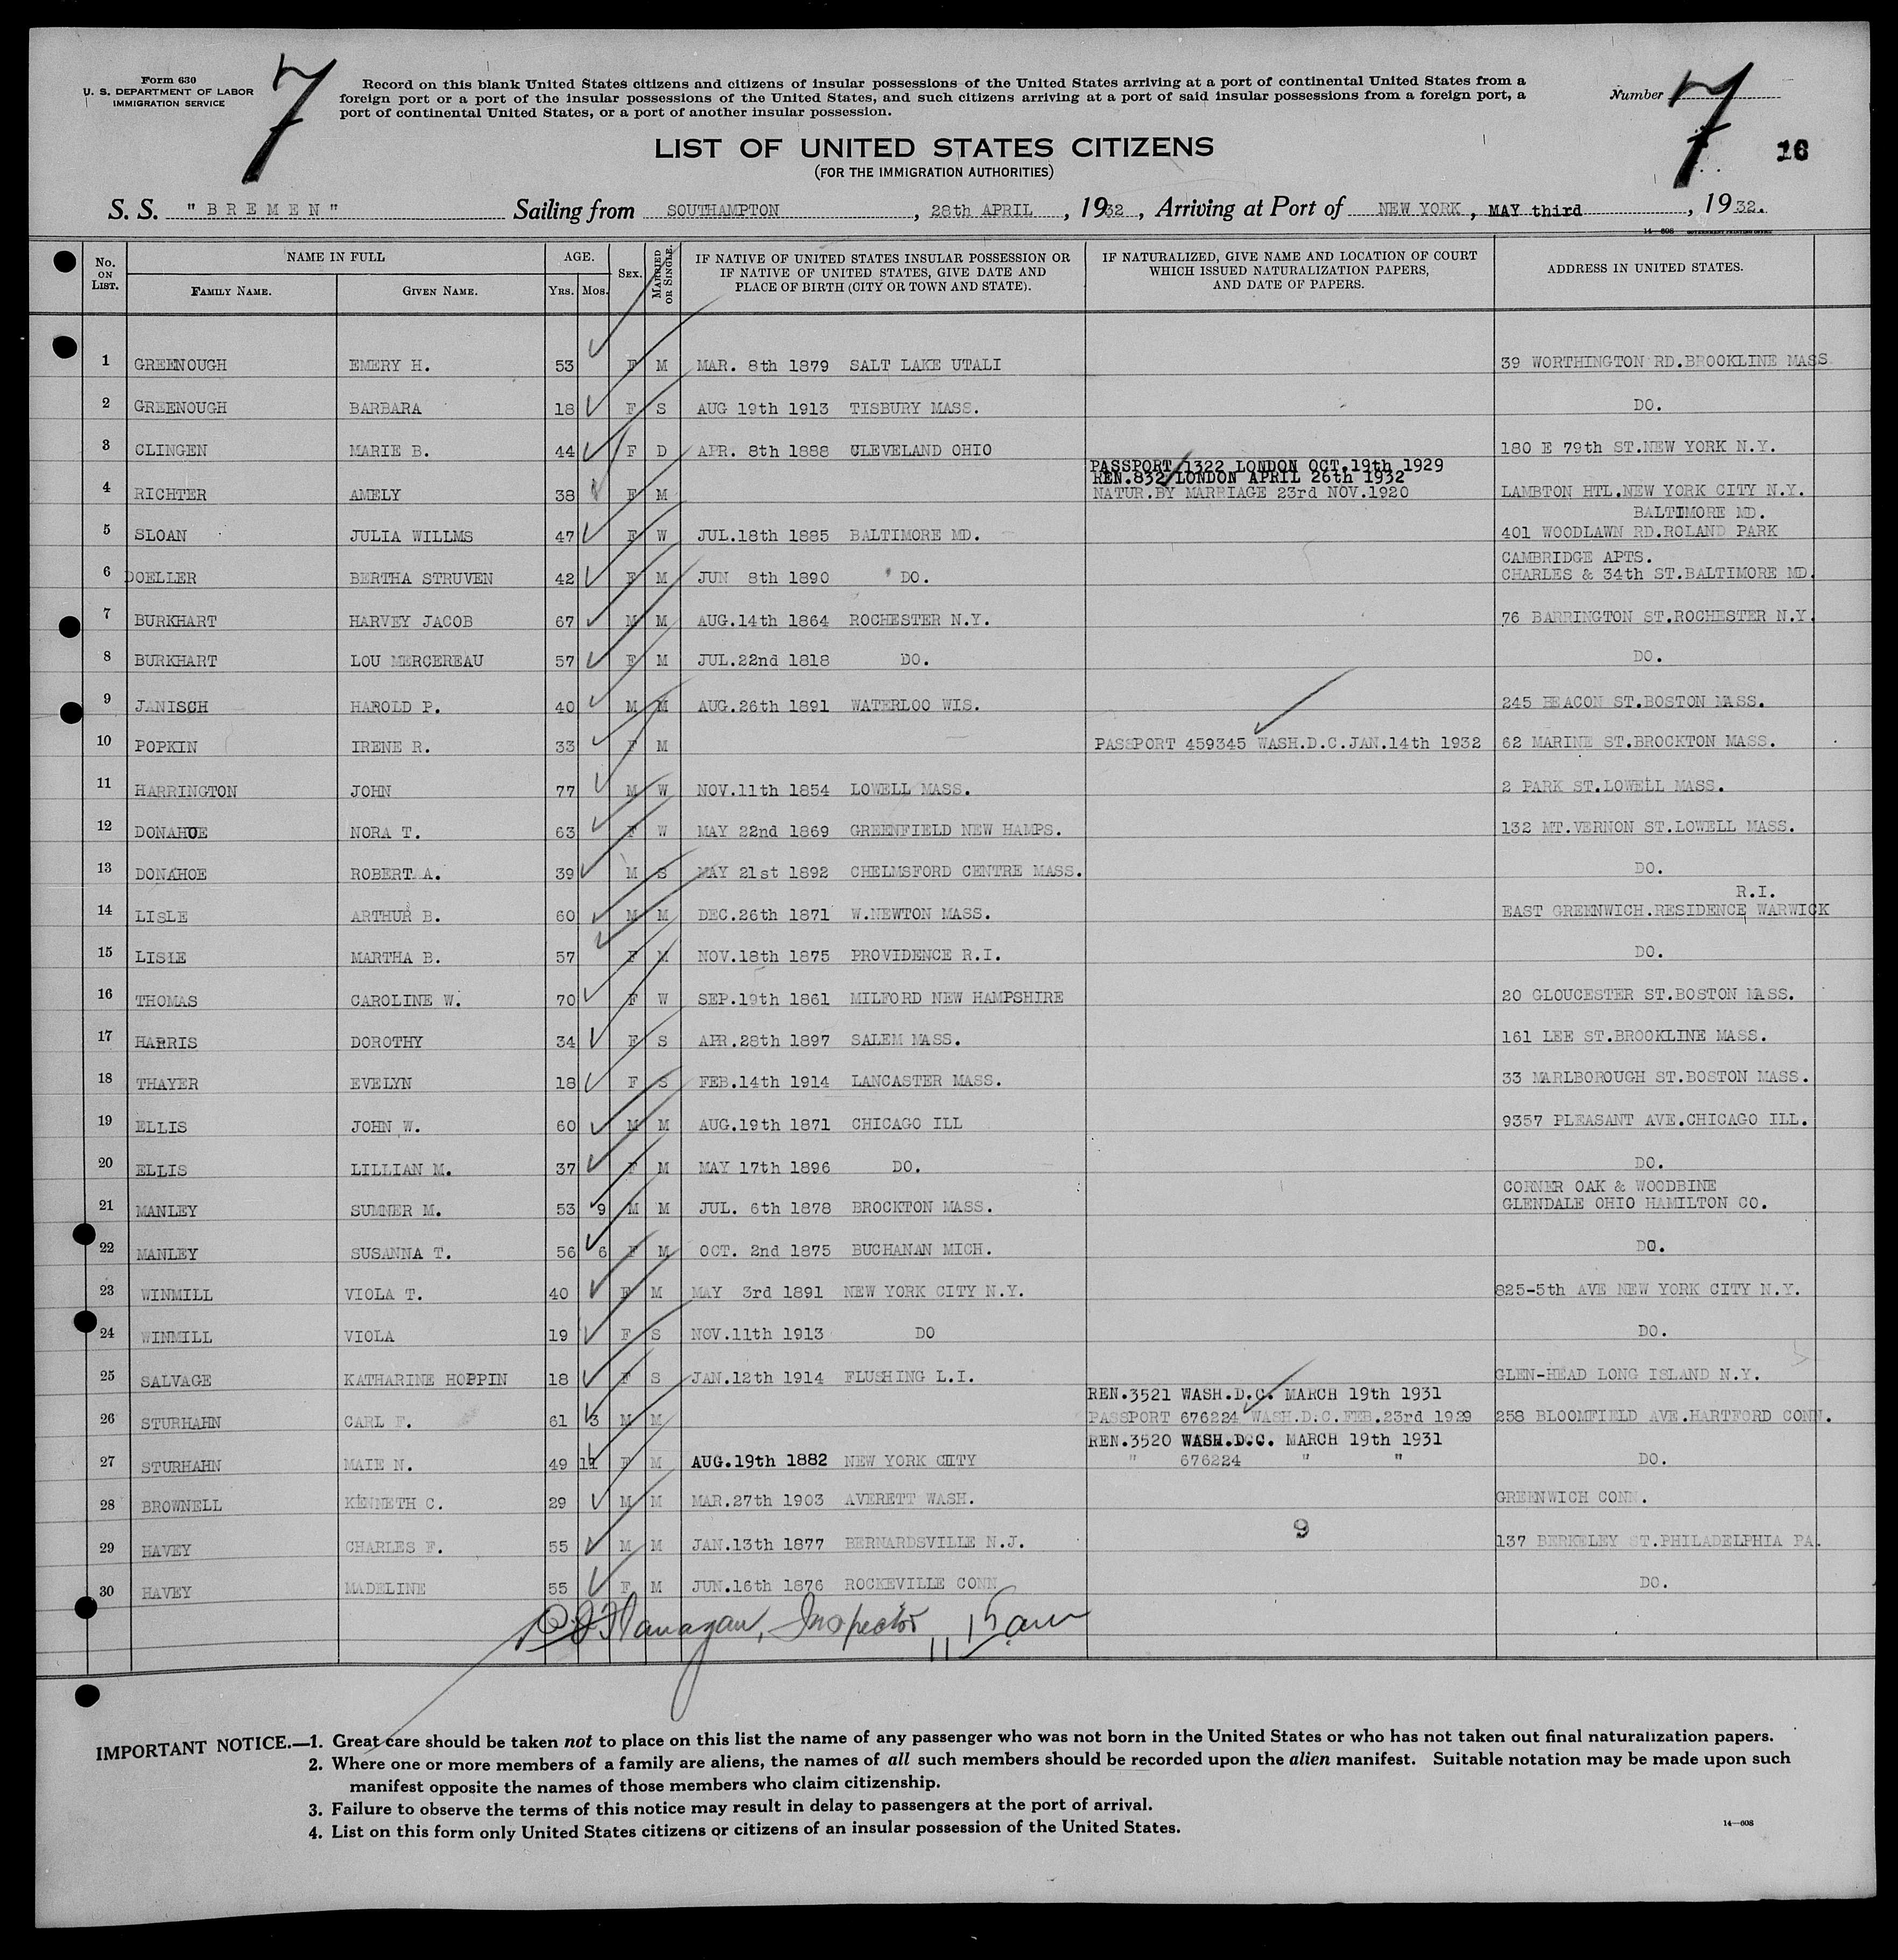 Form 630
U. S. DEPARTMENT OF LABOR
IMMIGRATION SERVICE
7
Record on this blank United States citizens and citizens of insular possessions of the United States arriving at a port of continental United States from a
foreign port or a port of the insular possessions of the United States, and such citizens arriving at a port of said insular possessions from a foreign port, a
port of continental United States, or a port of another insular possession.
Number 7
16
LIST OF UNITED STATES CITIZENS
(FOR THE IMMIGRATION AUTHORITIES)
S. S. "BREMEN" Sailing from SOUTHAMPTON, 28th APRIL, 1932, Arriving at Port of NEW YORK, MAY third, 1932.
14—608 GOVERNMENT PRINTING OFFICE
No. ON LIST. NAME IN FULL AGE. SEX. MARRIED OR SINGLE. IF NATIVE OF UNITED STATES INSULAR POSSESSION OR IF NATIVE OF UNITED STATES, GIVE DATE AND PLACE OF BIRTH (CITY OR TOWN AND STATE). IF NATURALIZED, GIVE NAME AND LOCATION OF COURT WHICH ISSUED NATURALIZATION PAPERS, AND DATE OF PAPERS. ADDRESS IN UNITED STATES.
FAMILY NAME. GIVEN NAME. YRS. MOS.
1 GREENOUGH EMERY H. 53 F M MAR. 8th 1879 SALT LAKE UTALI 39 WORTHINGTON RD.BROOKLINE MASS
2 GREENOUGH BARBARA 18 F S AUG 19th 1913 TISBURY MASS. DO.
3 CLINGEN MARIE B. 44 F D APR. 8th 1888 CLEVELAND OHIO 180 E 79th ST.NEW YORK N.Y.
PASSPORT 1322 LONDON OCT.19th 1929
REN.832 LONDON APRIL 26th 1932
4 RICHTER AMELY 38 F M NATUR.BY MARRIAGE 23rd NOV.1920 LAMBTON HTL.NEW YORK CITY N.Y.
BALTIMORE MD.
5 SLOAN JULIA WILLMS 47 F W JUL.18th 1885 BALTIMORE MD. 401 WOODLAWN RD.ROLAND PARK
CAMBRIDGE APTS.
6 DOELLER BERTHA STRUVEN 42 F M JUN 8th 1890 DO. CHARLES & 34th ST.BALTIMORE MD.
7 BURKHART HARVEY JACOB 67 M M AUG.14th 1864 ROCHESTER N.Y. 76 BARRINGTON ST.ROCHESTER N.Y.
8 BURKHART LOU MERCEREAU 57 F M JUL.22nd 1818 DO. DO.
9 JANISCH HAROLD P. 40 M M AUG.26th 1891 WATERLOO WIS. 245 BEACON ST.BOSTON MASS.
10 POPKIN IRENE R. 33 F M PASSPORT 459345 WASH.D.C.JAN.14th 1932 62 MARINE ST.BROCKTON MASS.
11 HARRINGTON JOHN 77 M W NOV.11th 1854 LOWELL MASS. 2 PARK ST.LOWELL MASS.
12 DONAHOE NORA T. 63 F W MAY 22nd 1869 GREENFIELD NEW HAMPS. 132 MT.VERNON ST.LOWELL MASS.
13 DONAHOE ROBERT A. 39 M S MAY 21st 1892 CHELMSFORD CENTRE MASS. DO.
R.I.
14 LISLE ARTHUR B. 60 M M DEC.26th 1871 W.NEWTON MASS. EAST GREENWICH.RESIDENCE WARWICK
15 LISLE MARTHA B. 57 F M NOV.18th 1875 PROVIDENCE R.I. DO.
16 THOMAS CAROLINE W. 70 F W SEP.19th 1861 MILFORD NEW HAMPSHIRE 20 GLOUCESTER ST.BOSTON MASS.
17 HARRIS DOROTHY 34 F S APR.28th 1897 SALEM MASS. 161 LEE ST.BROOKLINE MASS.
18 THAYER EVELYN 18 F S FEB.14th 1914 LANCASTER MASS. 33 MARLBOROUGH ST.BOSTON MASS.
19 ELLIS JOHN W. 60 M M AUG.19th 1871 CHICAGO ILL 9357 PLEASANT AVE.CHICAGO ILL.
20 ELLIS LILLIAN M. 37 F M MAY 17th 1896 DO. DO.
CORNER OAK & WOODBINE
21 MANLEY SUMNER M. 53 9 M M JUL. 6th 1878 BROCKTON MASS. GLENDALE OHIO HAMILTON CO.
22 MANLEY SUSANNA T. 56 6 F M OCT. 2nd 1875 BUCHANAN MICH. DO.
23 WINMILL VIOLA T. 40 F M MAY 3rd 1891 NEW YORK CITY N.Y. 825-5th AVE NEW YORK CITY N.Y.
24 WINMILL VIOLA 19 F S NOV.11th 1913 DO DO.
25 SALVAGE KATHARINE HOPPIN 18 F S JAN.12th 1914 FLUSHING L.I. GLEN-HEAD LONG ISLAND N.Y.
REN.3521 WASH.D.C. MARCH 19th 1931
26 STURHAHN CARL F. 61 3 M M PASSPORT 676224 WASH.D.C.FEB.23rd 1929 258 BLOOMFIELD AVE.HARTFORD CONN.
REN.3520 WASH.D.C. MARCH 19th 1931
27 STURHAHN MAIE N. 49 11 F M AUG.19th 1882 NEW YORK CITY " 676224 " " DO.
28 BROWNELL KENNETH C. 29 M M MAR.27th 1903 AVERETT WASH. GREENWICH CONN.
9
29 HAVEY CHARLES F. 55 M M JAN.13th 1877 BERNARDSVILLE N.J. 137 BERKELEY ST.PHILADELPHIA PA.
30 HAVEY MADELINE 55 F M JUN.16th 1876 ROCKEVILLE CONN DO.
Flanagan, Inspector
IMPORTANT NOTICE.—1. Great care should be taken not to place on this list the name of any passenger who was not born in the United States or who has not taken out final naturalization papers.
2. Where one or more members of a family are aliens, the names of all such members should be recorded upon the alien manifest. Suitable notation may be made upon such
manifest opposite the names of those members who claim citizenship.
3. Failure to observe the terms of this notice may result in delay to passengers at the port of arrival.
4. List on this form only United States citizens or citizens of an insular possession of the United States.
14—608